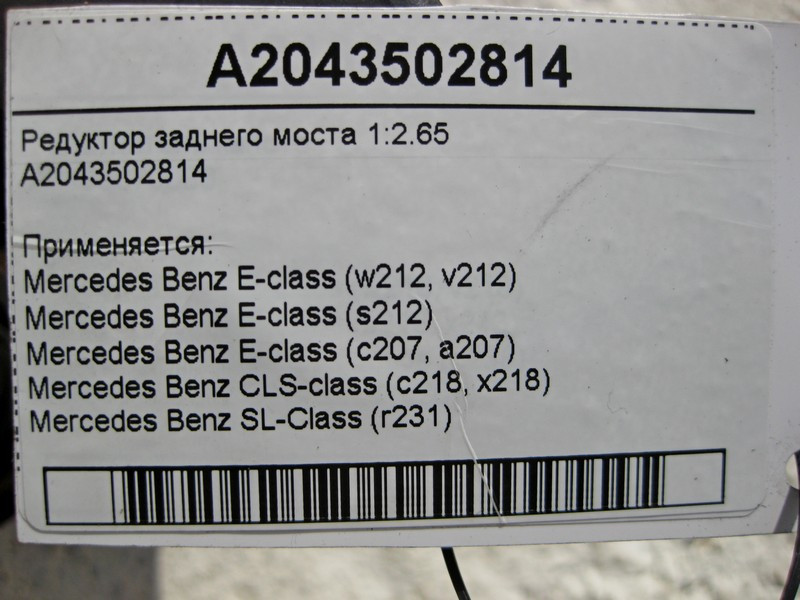 A2043502814
Редуктор заднего моста 1:2.65
A2043502814
Применяется:
Mercedes Benz E-class (w212, v212)
Mercedes Benz E-class (s212)
Mercedes Benz E-class (c207, a207)
Mercedes Benz CLS-class (c218, x218)
Mercedes Benz SL-Class (r231)